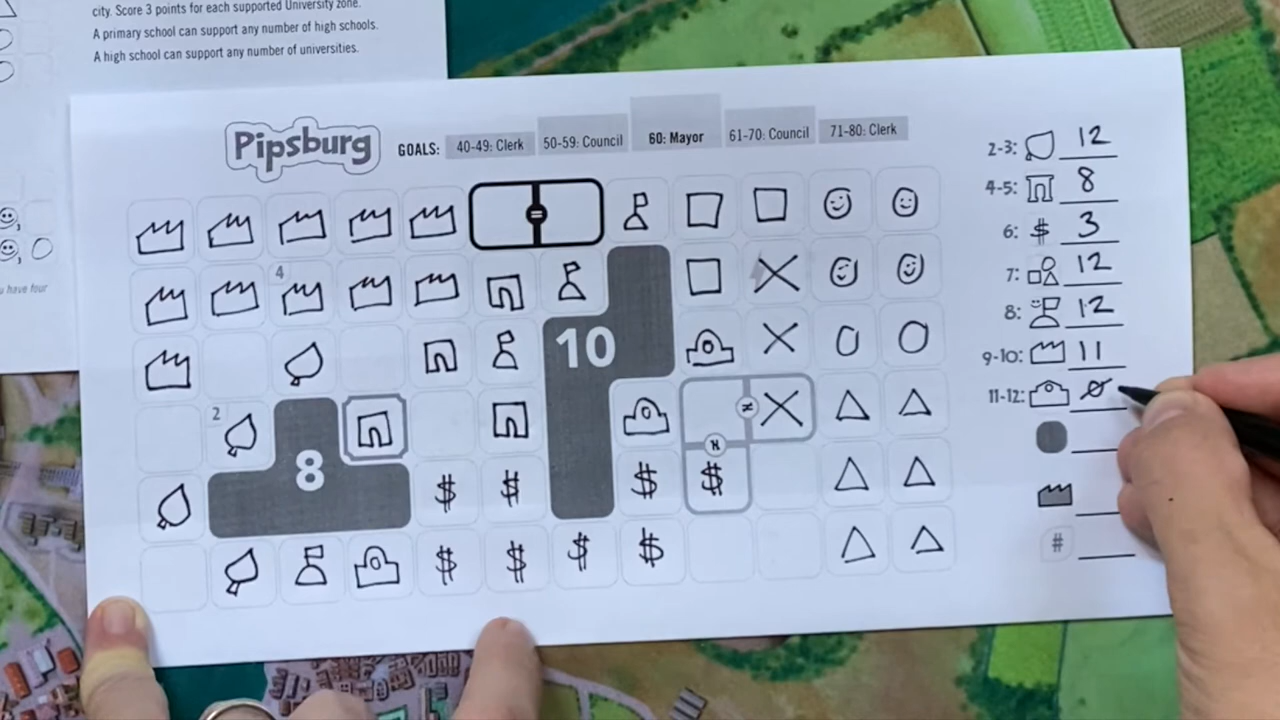 city. Score 3 points for each supported University zone.
A primary school can support any number of high schools.
A high school can support any number of universities.
Pipsburg
GOALS: 40-49: Clerk 50-59: Council 60: Mayor 61-70: Council 71-80: Clerk
2-3: 12
4-5: 8
6: $ 3
7: 12
8: 12
9-10: 11
11-12: 0
#
=
4
10
2
≠
8
≠
$ $ $ $
$ $ $ $
u have four